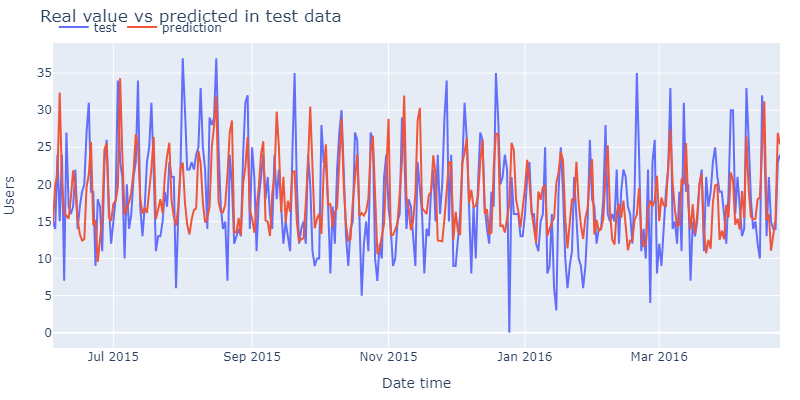 Real value vs predicted in test data
test
prediction
35
30
25
20
15
10
5
0
Users
Jul 2015
Sep 2015
Nov 2015
Jan 2016
Mar 2016
Date time